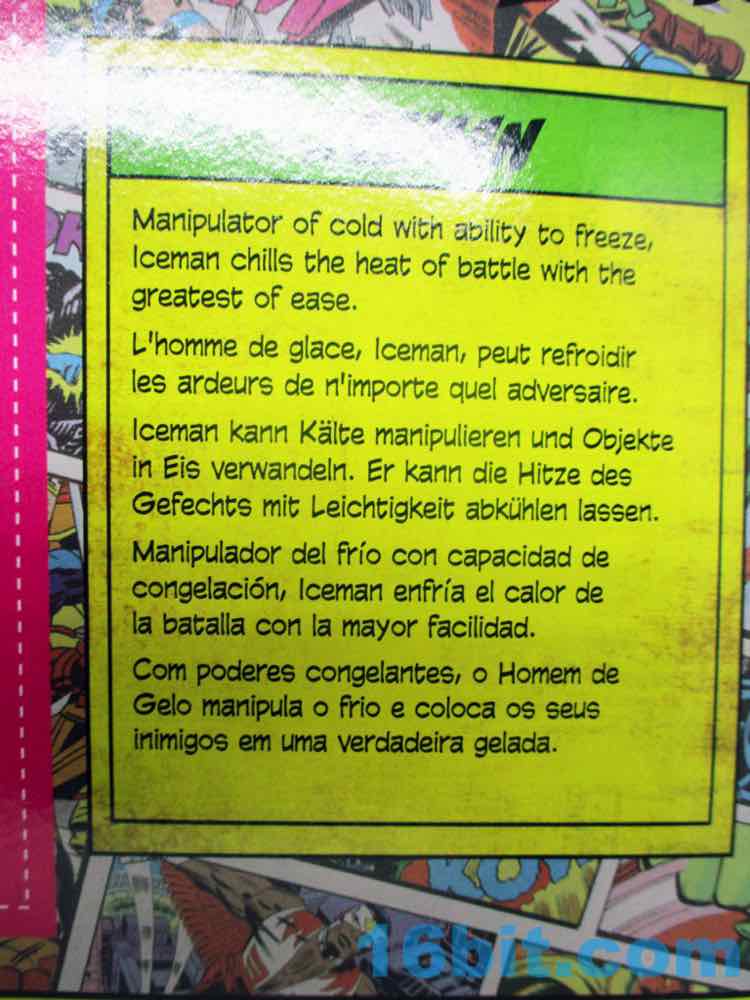 Manipulator of cold with ability to freeze,
Iceman chills the heat of battle with the
greatest of ease.
L'homme de glace, Iceman, peut refroidir
les ardeurs de n'importe quel adversaire.
Iceman kann Kälte manipulieren und Objekte
in Eis verwandeln. Er kann die Hitze des
Gefechts mit Leichtigkeit abkühlen lassen.
Manipulador del frío con capacidad de
congelación, Iceman enfría el calor de
la batalla con la mayor facilidad.
Com poderes congelantes, o Homem de
Gelo manipula o frio e coloca os seus
inimigos em uma verdadeira gelada.
16bit.com